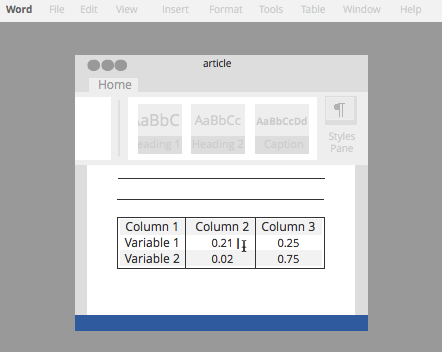 Word File Edit View Insert Format Tools Table Window Help
article
Home
AaBbC AaBbCc AaBbCcDd
eading 1 Heading 2 Caption
¶
Styles
Pane
Column 1 Column 2 Column 3
Variable 1 0.21 0.25
Variable 2 0.02 0.75